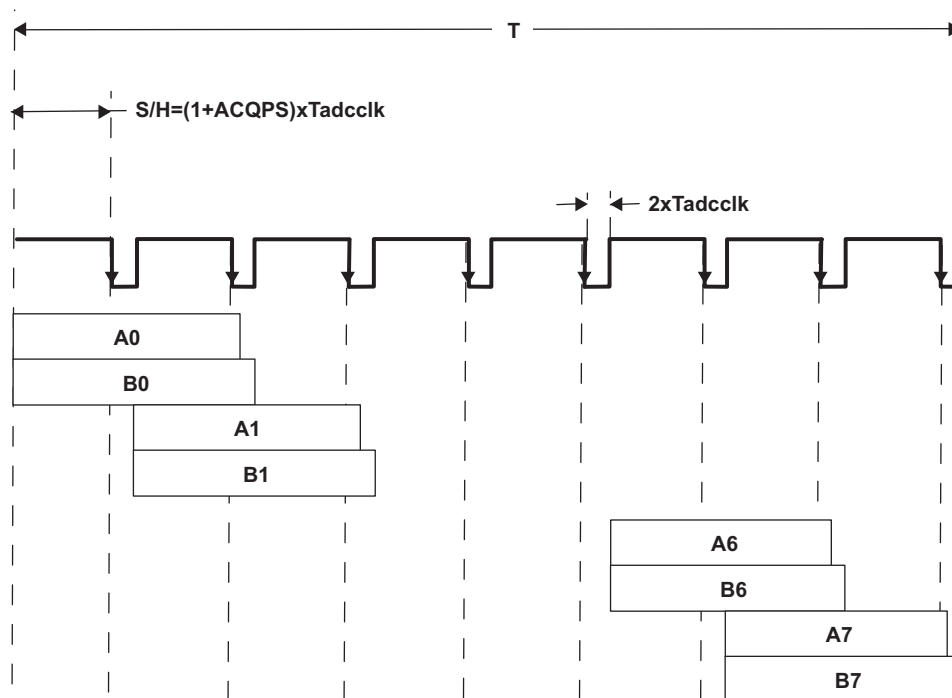 T
S/H=(1+ACQPS)xTadcclk
2xTadcclk
A0
B0
A1
B1
A6
B6
A7
B7